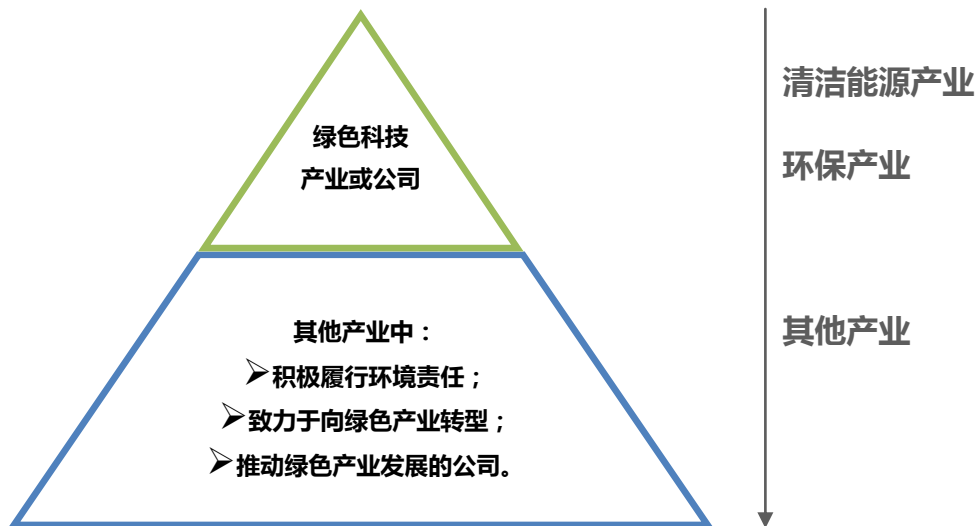 绿色科技
产业或公司
其他产业中：
➢积极履行环境责任；
➢致力于向绿色产业转型；
➢推动绿色产业发展的公司。
清洁能源产业
环保产业
其他产业